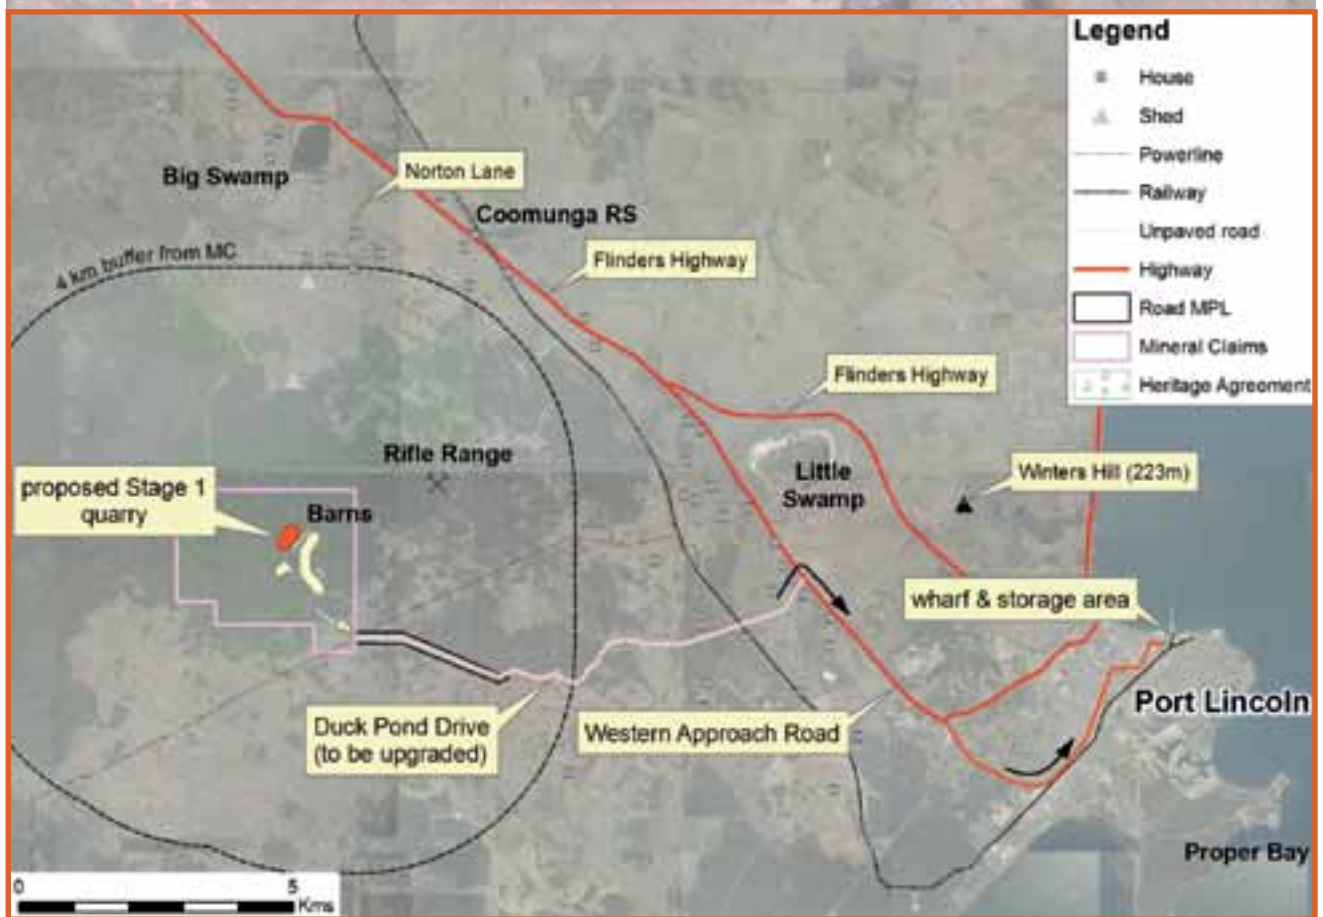 Legend
House
Shed
Powerline
Railway
Unpaved road
Highway
Road MPL
Mineral Claims
Heritage Agreement
Big Swamp
Norton Lane
Coomunga RS
4 km buffer from MC
Flinders Highway
Flinders Highway
Rifle Range
Little
Swamp
Winters Hill (223m)
proposed Stage 1
quarry
Barns
wharf & storage area
Duck Pond Drive
(to be upgraded)
Western Approach Road
Port Lincoln
Proper Bay
0 5
Kms